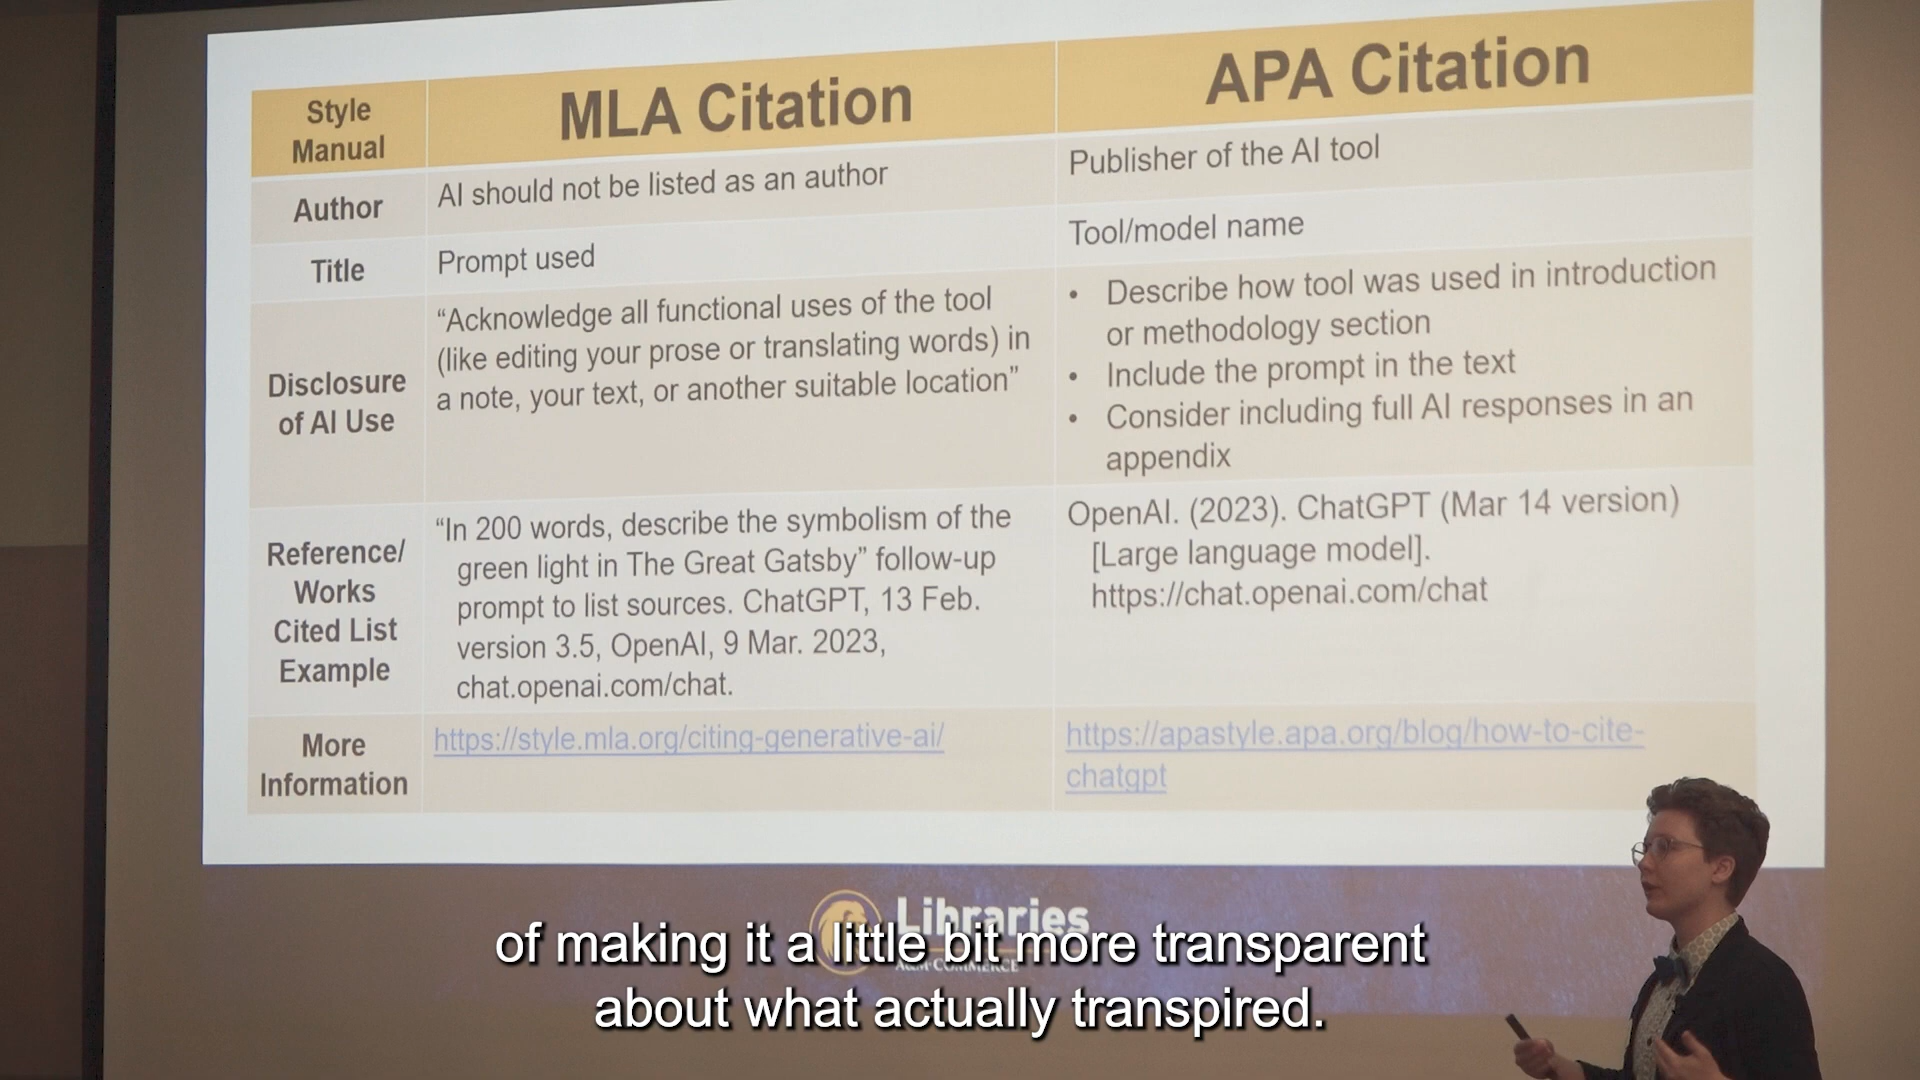 Style
Manual
MLA Citation
APA Citation
Author
AI should not be listed as an author
Publisher of the AI tool
Title
Prompt used
Tool/model name
Disclosure
of AI Use
“Acknowledge all functional uses of the tool
(like editing your prose or translating words) in
a note, your text, or another suitable location”
• Describe how tool was used in introduction
or methodology section
• Include the prompt in the text
• Consider including full AI responses in an
appendix
Reference/
Works
Cited List
Example
“In 200 words, describe the symbolism of the
green light in The Great Gatsby” follow-up
prompt to list sources. ChatGPT, 13 Feb.
version 3.5, OpenAI, 9 Mar. 2023,
chat.openai.com/chat.
OpenAI. (2023). ChatGPT (Mar 14 version)
[Large language model].
https://chat.openai.com/chat
More
Information
https://style.mla.org/citing-generative-ai/
https://apastyle.apa.org/blog/how-to-cite-
chatgpt
Libraries
A&M-COMMERCE
of making it a little bit more transparent
about what actually transpired.